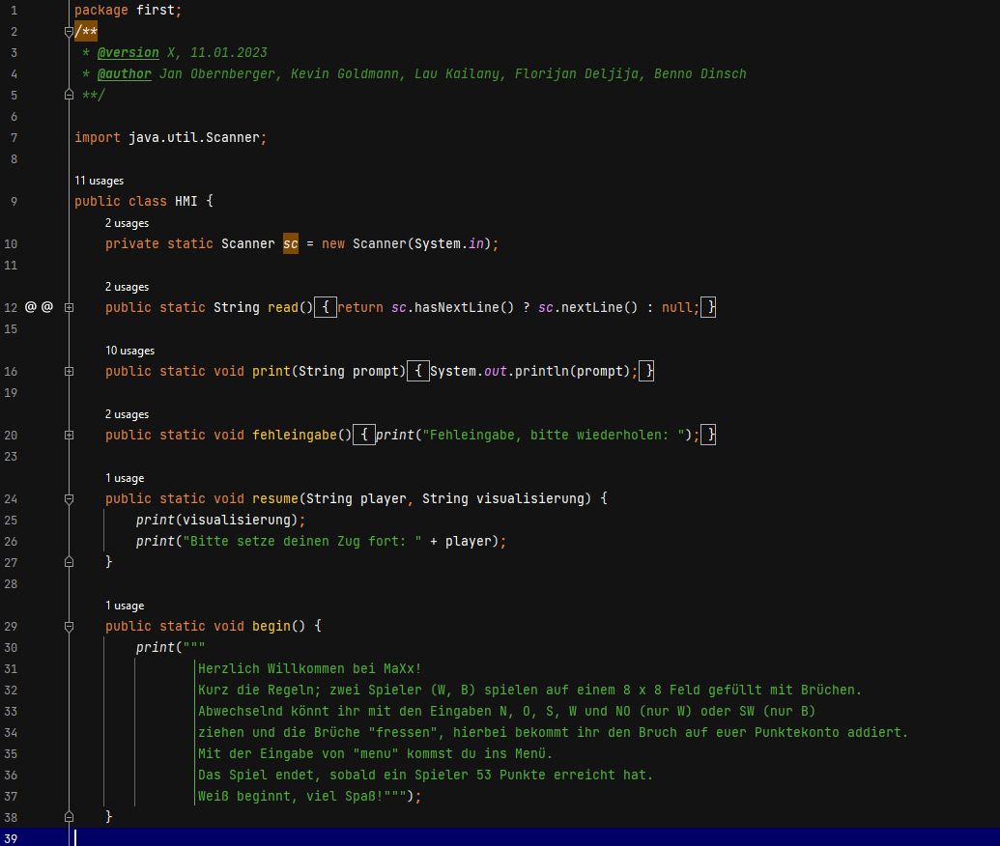 1 package first;
2 /**
3 * @version X, 11.01.2023
4 * @author Jan Obernberger, Kevin Goldmann, Lav Kailany, Florijan Deljija, Benno Dinsch
5 **/
6
7 import java.util.Scanner;
8
11 usages
9 public class HMI {
2 usages
10 private static Scanner sc = new Scanner(System.in);
11
2 usages
12 @ @ public static String read() { return sc.hasNextLine() ? sc.nextLine() : null; }
15
10 usages
16 public static void print(String prompt) { System.out.println(prompt); }
19
2 usages
20 public static void fehleingabe() { print("Fehleingabe, bitte wiederholen: "); }
23
1 usage
24 public static void resume(String player, String visualisierung) {
25 print(visualisierung);
26 print("Bitte setze deinen Zug fort: " + player);
27 }
28
1 usage
29 public static void begin() {
30 print("""
31 Herzlich Willkommen bei MaXx!
32 Kurz die Regeln; zwei Spieler (W, B) spielen auf einem 8 x 8 Feld gefüllt mit Brüchen.
33 Abwechselnd könnt ihr mit den Eingaben N, O, S, W und NO (nur W) oder SW (nur B)
34 ziehen und die Brüche "fressen", hierbei bekommt ihr den Bruch auf euer Punktekonto addiert.
35 Mit der Eingabe von "menu" kommst du ins Menü.
36 Das Spiel endet, sobald ein Spieler 53 Punkte erreicht hat.
37 Weiß beginnt, viel Spaß!""");
38 }
39